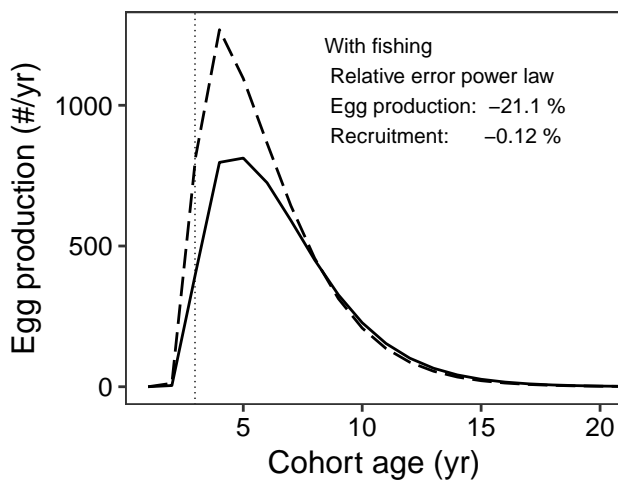 With fishing
Relative error power law
Egg production: −21.1 %
Recruitment: −0.12 %
Egg production (#/yr)
1000
500
0
5 10 15 20
Cohort age (yr)